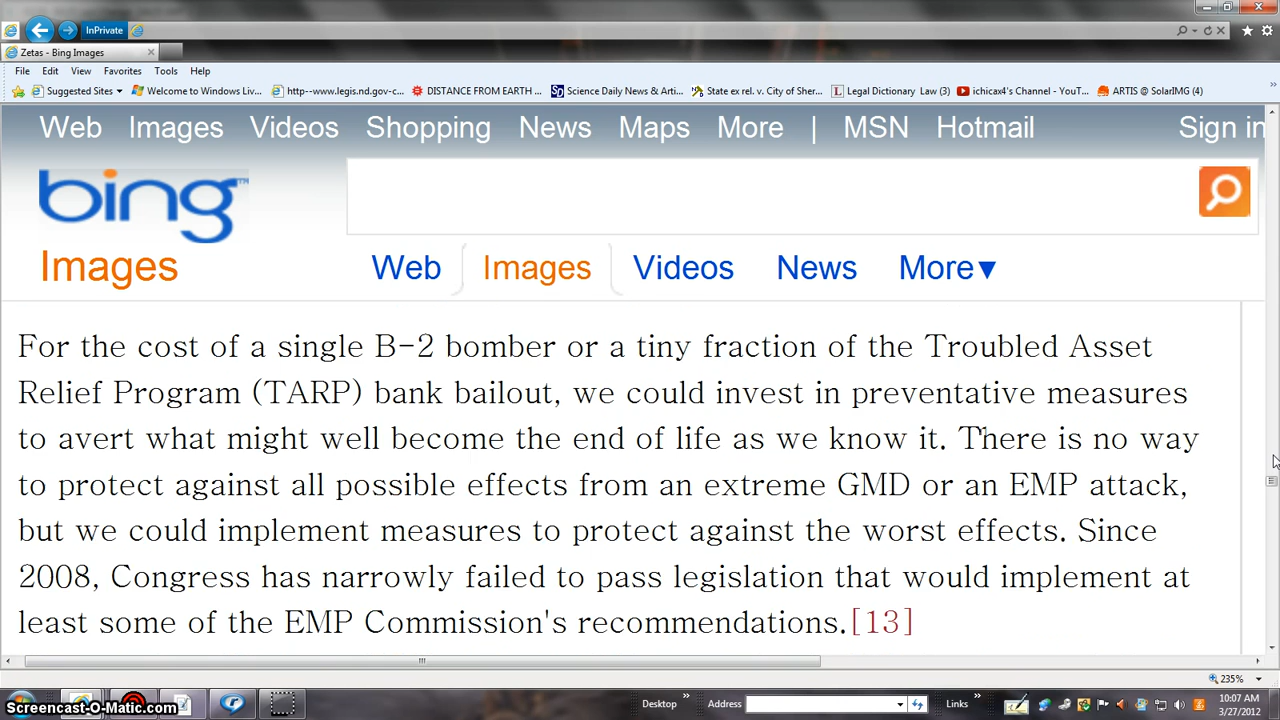 InPrivate
Zetas - Bing Images
File Edit View Favorites Tools Help
Suggested Sites Welcome to Windows Liv... http--www.legis.nd.gov-c... DISTANCE FROM EARTH ... Science Daily News & Arti... State ex rel. v. City of Sher... Legal Dictionary Law (3) ichicax4's Channel - YouT... ARTIS @ SolarIMG (4)
Web Images Videos Shopping News Maps More | MSN Hotmail Sign in
bing
Images Web Images Videos News More
For the cost of a single B-2 bomber or a tiny fraction of the Troubled Asset
Relief Program (TARP) bank bailout, we could invest in preventative measures
to avert what might well become the end of life as we know it. There is no way
to protect against all possible effects from an extreme GMD or an EMP attack,
but we could implement measures to protect against the worst effects. Since
2008, Congress has narrowly failed to pass legislation that would implement at
least some of the EMP Commission's recommendations.[13]
235%
Screencast-O-Matic.com Desktop Address Links 10:07 AM
3/27/2012